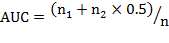 AUC = (n₁ + n₂ × 0.5)/n